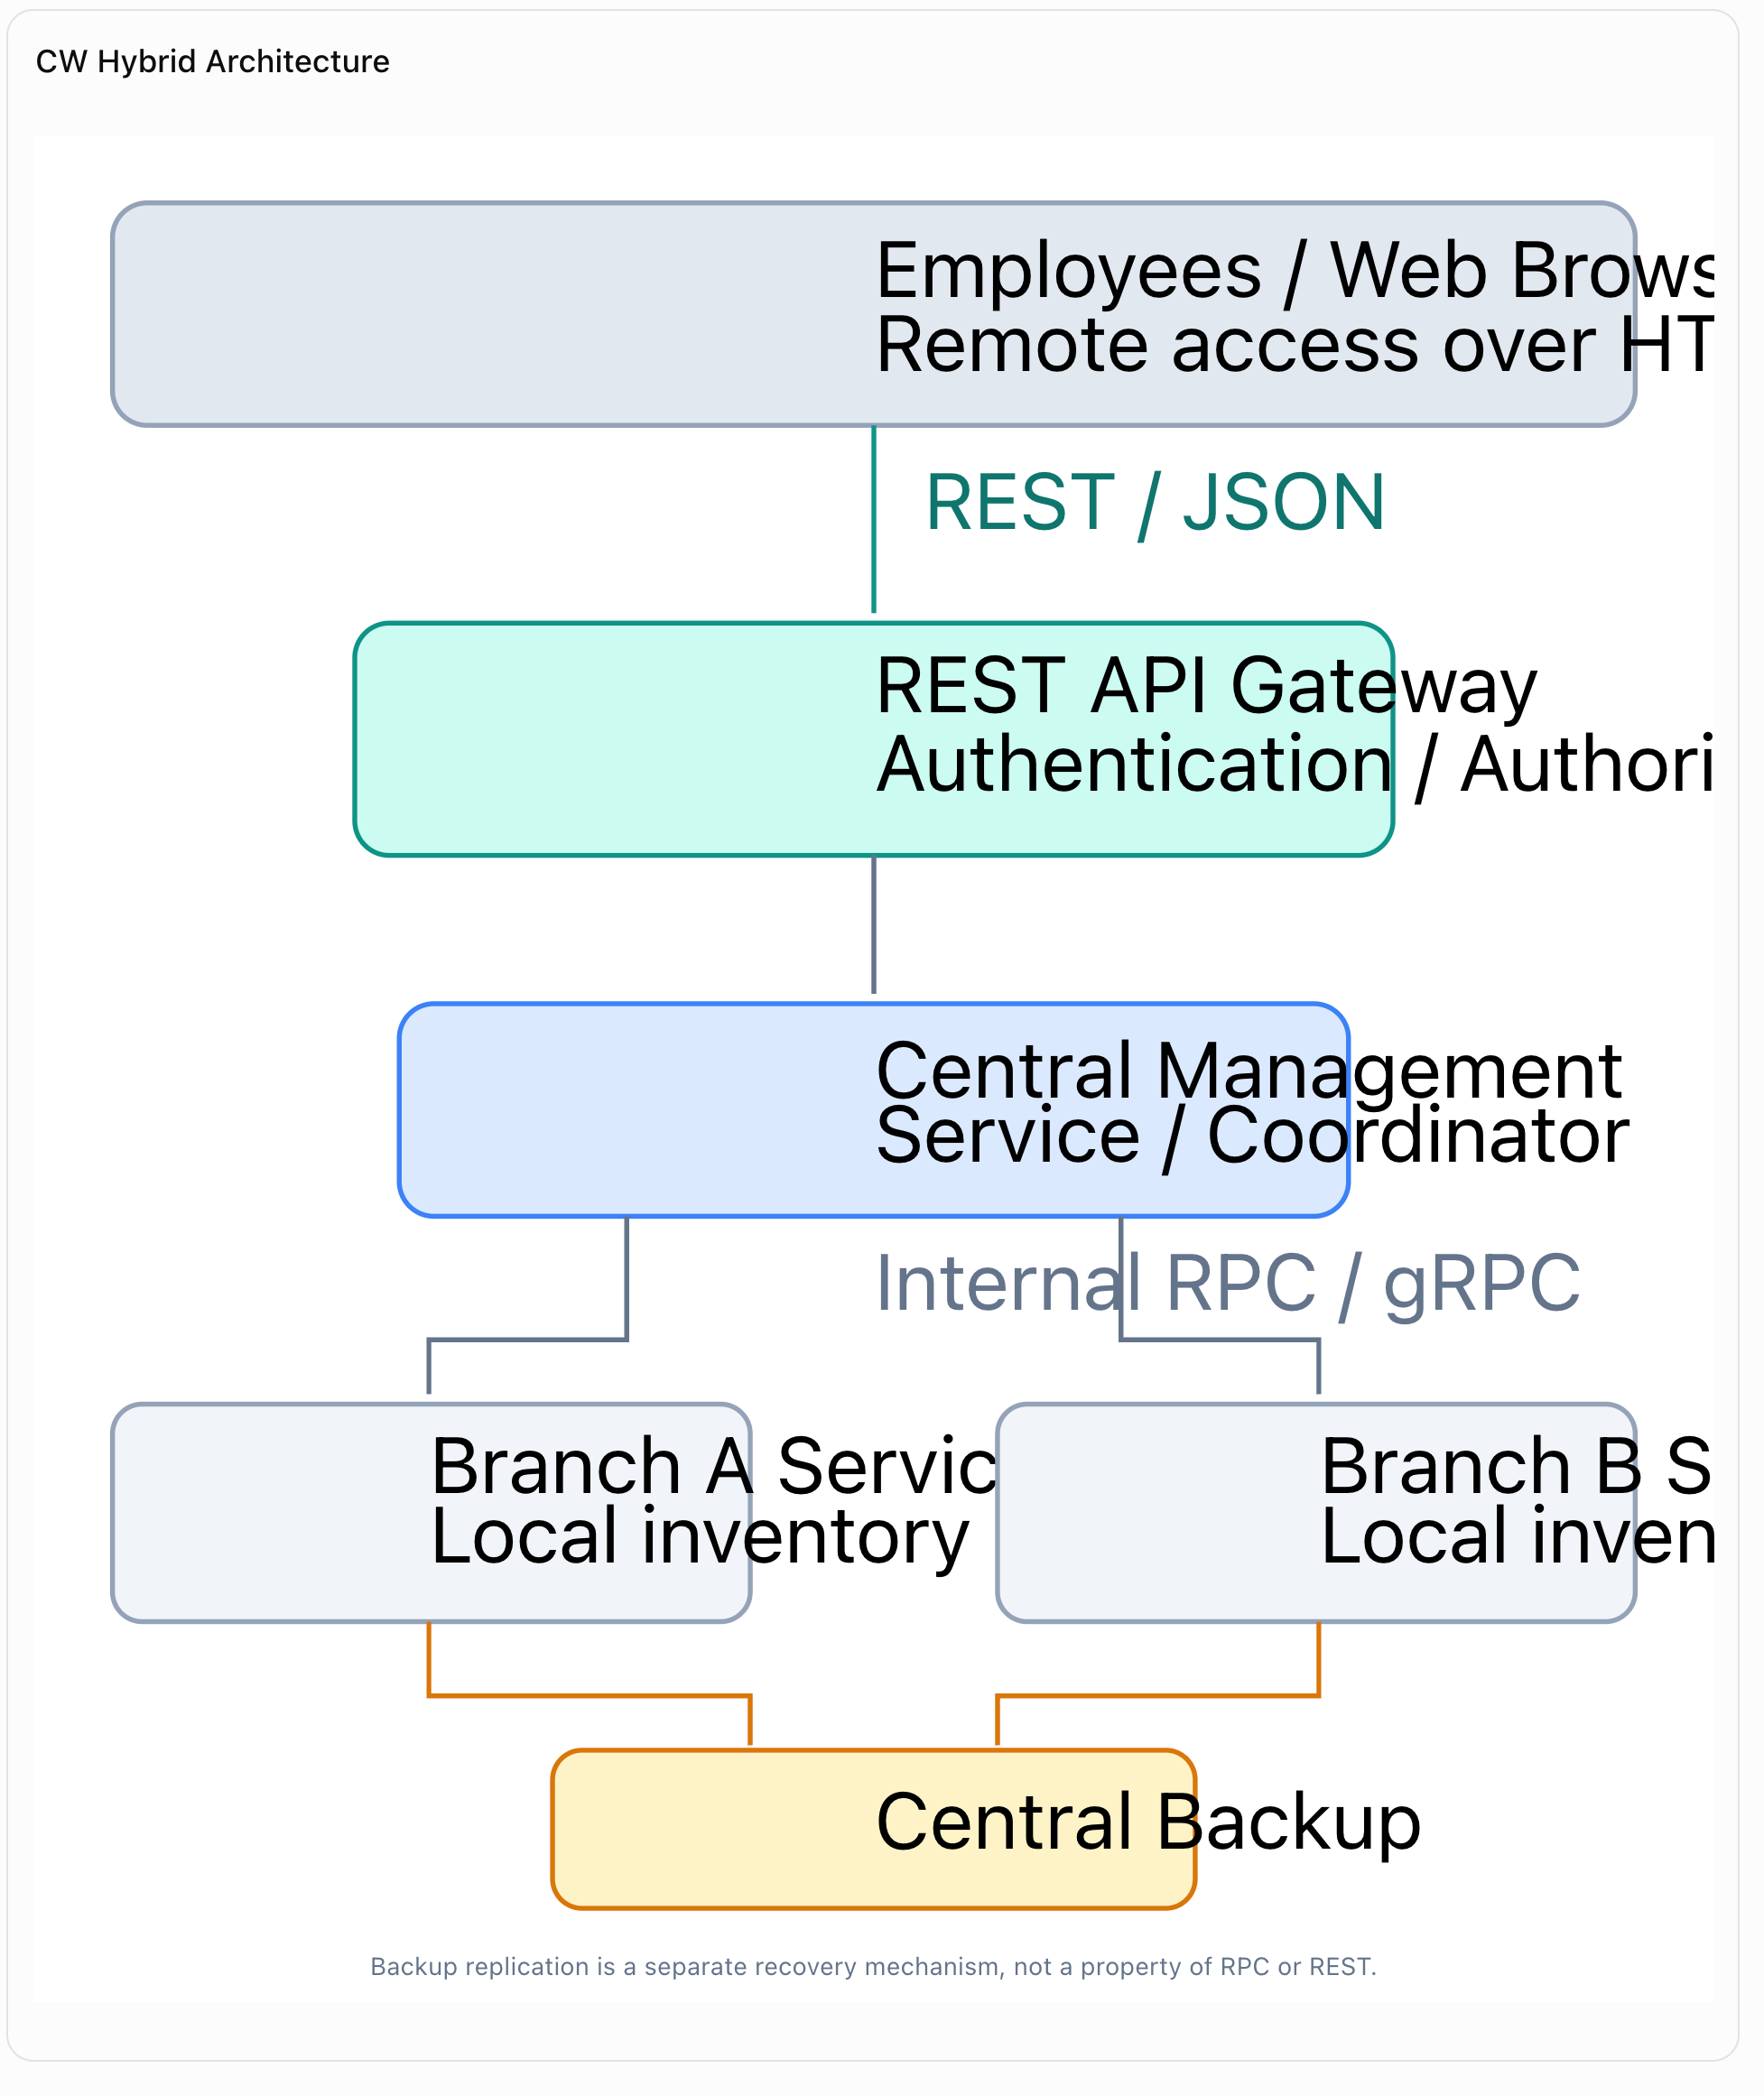 CW Hybrid Architecture
Employees / Web Brows
Remote access over HT
REST / JSON
REST API Gateway
Authentication / Authori
Central Management
Service / Coordinator
Internal RPC / gRPC
Branch A Servic
Local inventory
Branch B S
Local inven
Central Backup
Backup replication is a separate recovery mechanism, not a property of RPC or REST.